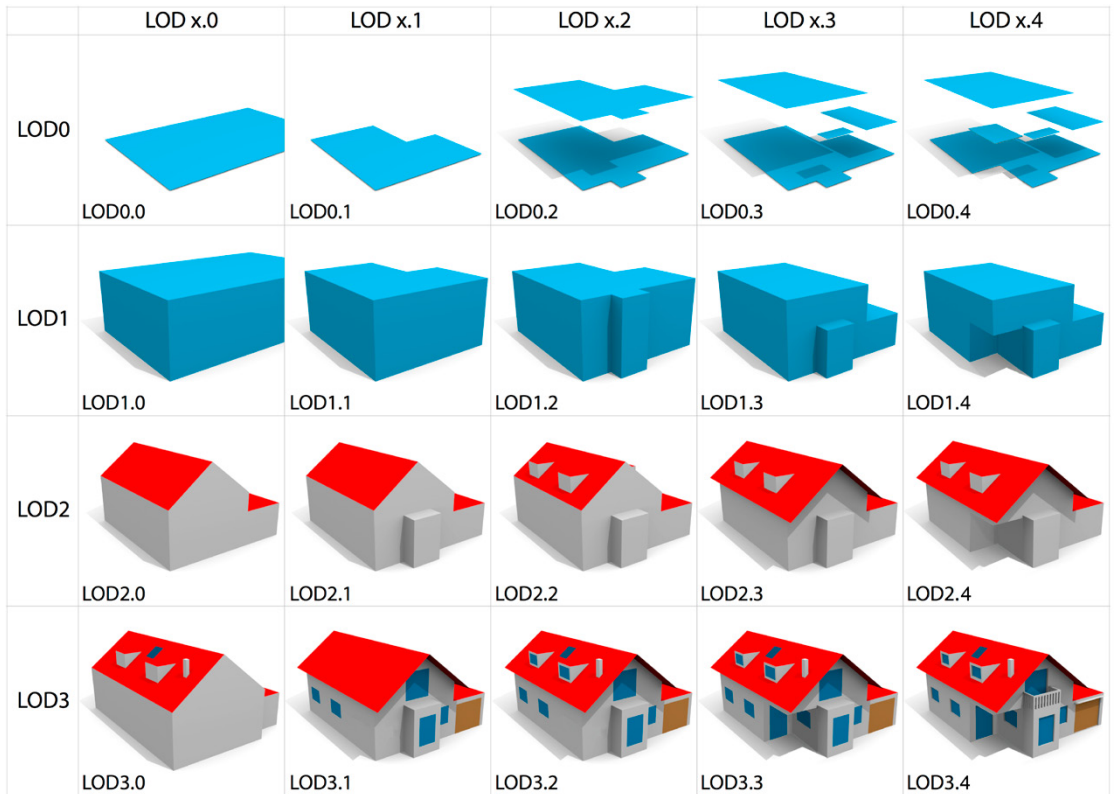 LOD x.0 LOD x.1 LOD x.2 LOD x.3 LOD x.4
LOD0
LOD0.0 LOD0.1 LOD0.2 LOD0.3 LOD0.4
LOD1
LOD1.0 LOD1.1 LOD1.2 LOD1.3 LOD1.4
LOD2
LOD2.0 LOD2.1 LOD2.2 LOD2.3 LOD2.4
LOD3
LOD3.0 LOD3.1 LOD3.2 LOD3.3 LOD3.4